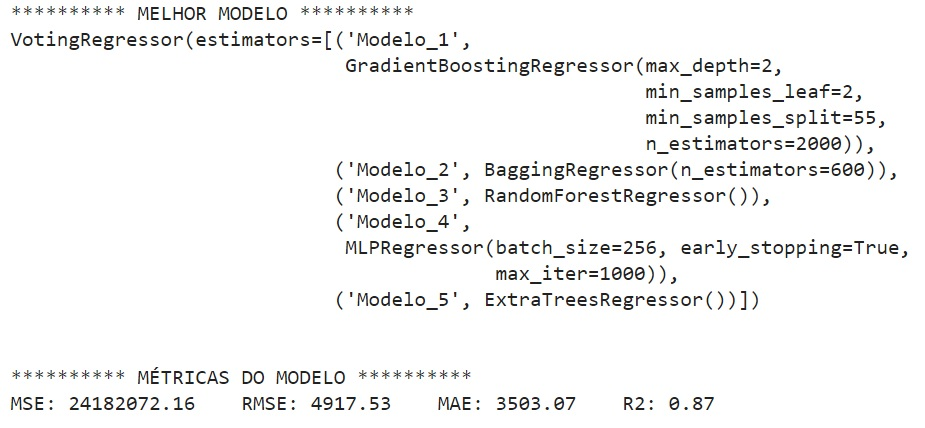 ********** MELHOR MODELO **********
VotingRegressor(estimators=[('Modelo_1',
GradientBoostingRegressor(max_depth=2,
min_samples_leaf=2,
min_samples_split=55,
n_estimators=2000)),
('Modelo_2', BaggingRegressor(n_estimators=600)),
('Modelo_3', RandomForestRegressor()),
('Modelo_4',
MLPRegressor(batch_size=256, early_stopping=True,
max_iter=1000)),
('Modelo_5', ExtraTreesRegressor())])
********** MÉTRICAS DO MODELO **********
MSE: 24182072.16    RMSE: 4917.53    MAE: 3503.07    R2: 0.87